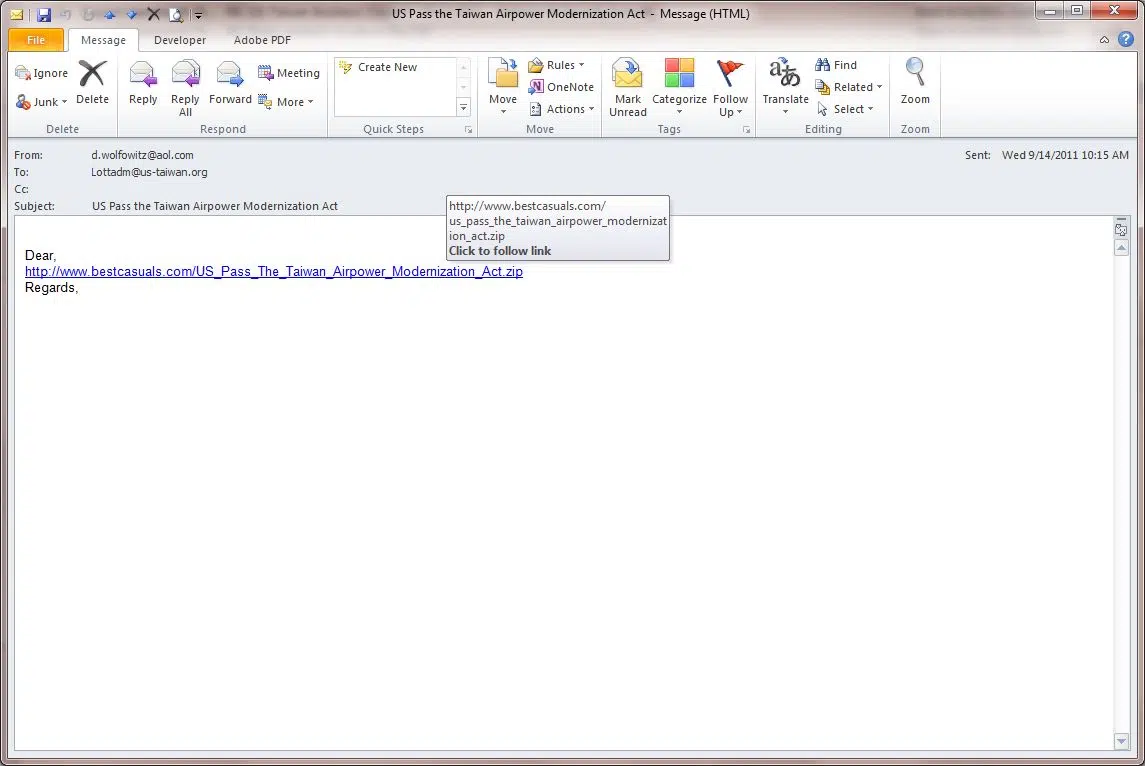 US Pass the Taiwan Airpower Modernization Act - Message (HTML)
File Message Developer Adobe PDF
Ignore
Junk
Delete
Delete
Reply
Reply All
Forward
Meeting
More
Respond
Create New
Quick Steps
Move
Rules
OneNote
Actions
Move
Mark Unread
Categorize
Follow Up
Tags
Translate
Find
Related
Select
Editing
Zoom
Zoom
From: d.wolfowitz@aol.com Sent: Wed 9/14/2011 10:15 AM
To: Lottadm@us-taiwan.org
Cc:
Subject: US Pass the Taiwan Airpower Modernization Act
http://www.bestcasuals.com/
us_pass_the_taiwan_airpower_modernizat
ion_act.zip
Click to follow link
Dear,
http://www.bestcasuals.com/US_Pass_The_Taiwan_Airpower_Modernization_Act.zip
Regards,